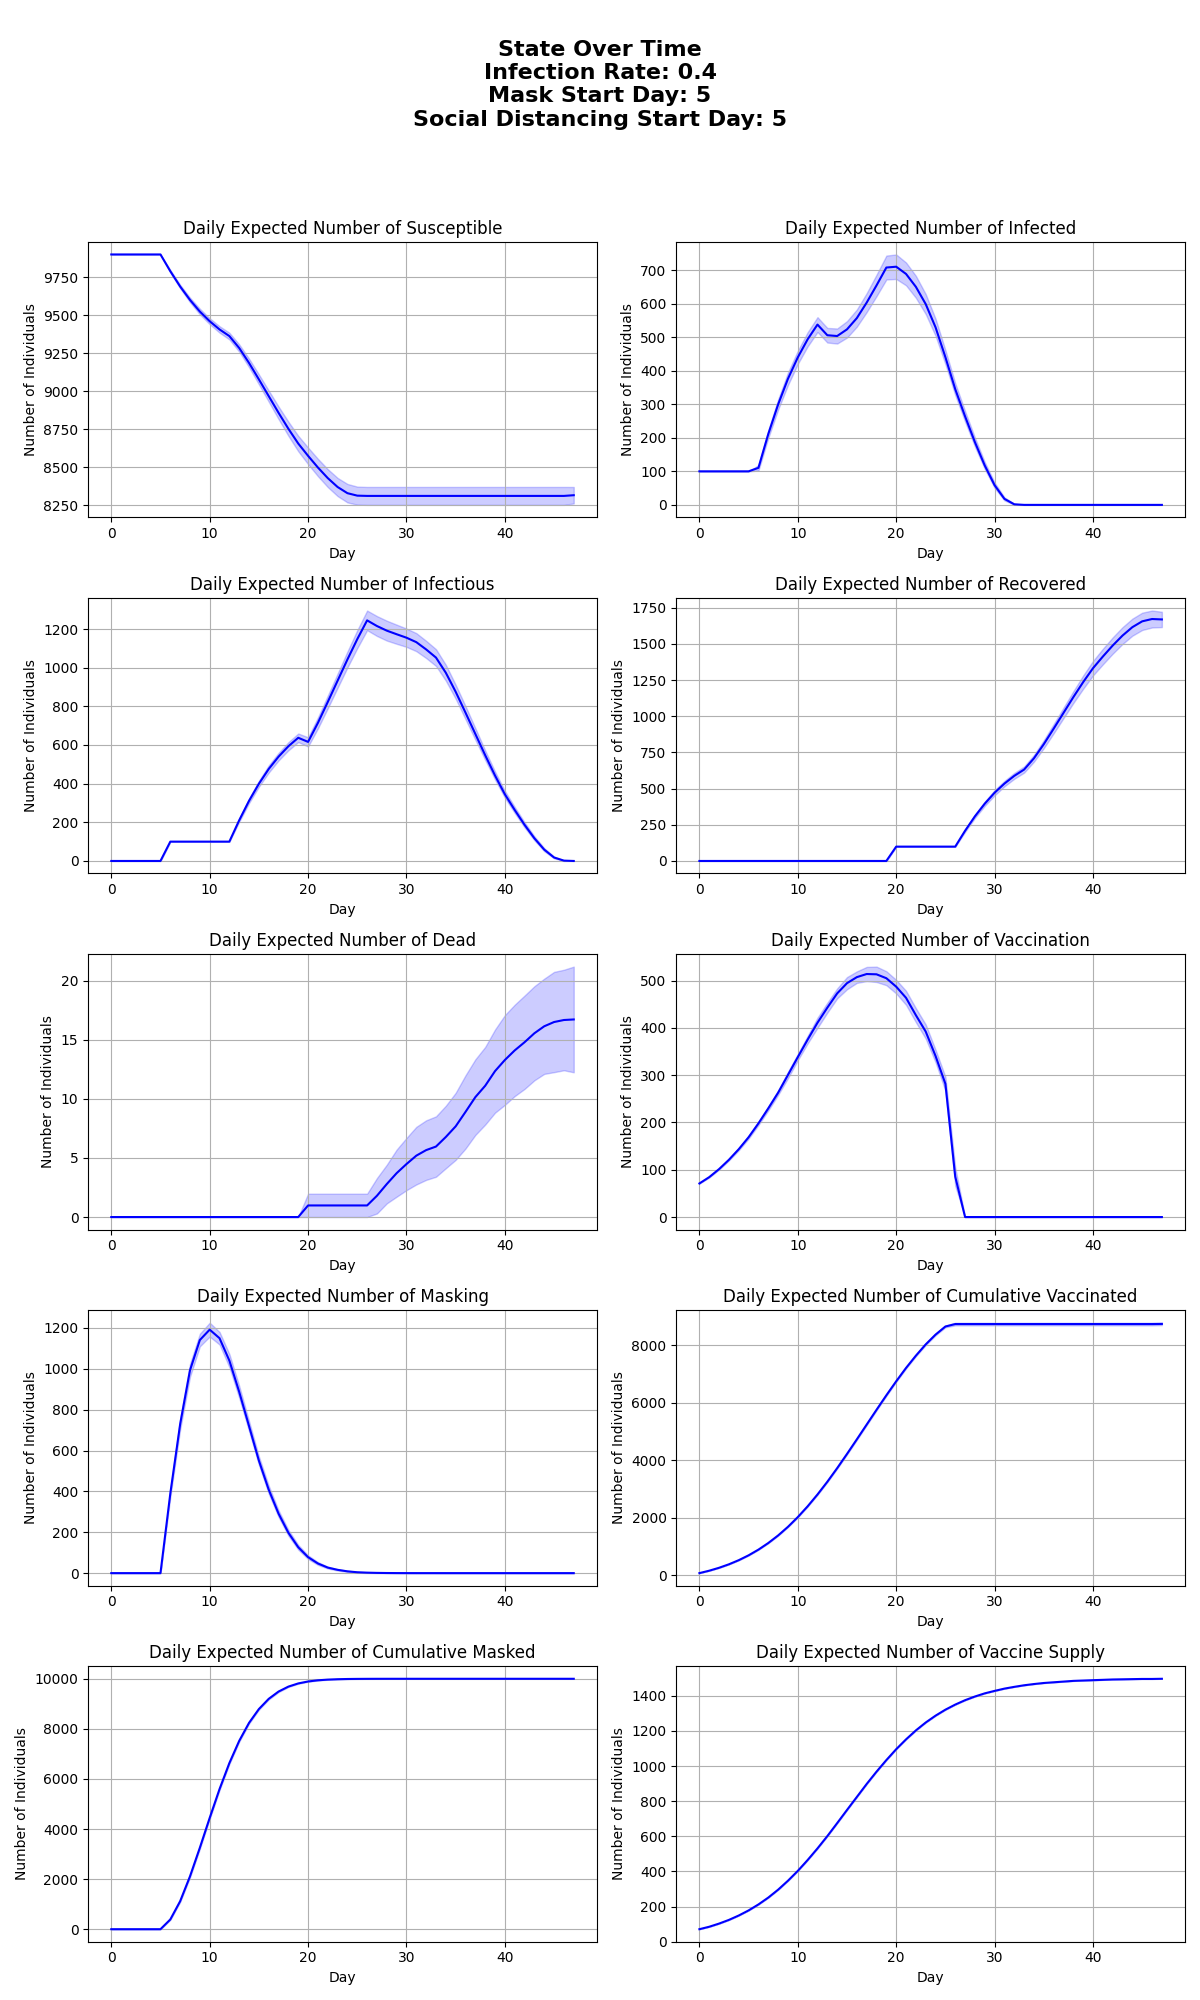 State Over Time
Infection Rate: 0.4
Mask Start Day: 5
Social Distancing Start Day: 5
Daily Expected Number of Susceptible
Number of Individuals
9750
9500
9250
9000
8750
8500
8250
0 10 20 30 40
Day
Daily Expected Number of Infected
Number of Individuals
700
600
500
400
300
200
100
0
0 10 20 30 40
Day
Daily Expected Number of Infectious
Number of Individuals
1200
1000
800
600
400
200
0
0 10 20 30 40
Day
Daily Expected Number of Recovered
Number of Individuals
1750
1500
1250
1000
750
500
250
0
0 10 20 30 40
Day
Daily Expected Number of Dead
Number of Individuals
20
15
10
5
0
0 10 20 30 40
Day
Daily Expected Number of Vaccination
Number of Individuals
500
400
300
200
100
0
0 10 20 30 40
Day
Daily Expected Number of Masking
Number of Individuals
1200
1000
800
600
400
200
0
0 10 20 30 40
Day
Daily Expected Number of Cumulative Vaccinated
Number of Individuals
8000
6000
4000
2000
0
0 10 20 30 40
Day
Daily Expected Number of Cumulative Masked
Number of Individuals
10000
8000
6000
4000
2000
0
0 10 20 30 40
Day
Daily Expected Number of Vaccine Supply
Number of Individuals
1400
1200
1000
800
600
400
200
0
0 10 20 30 40
Day